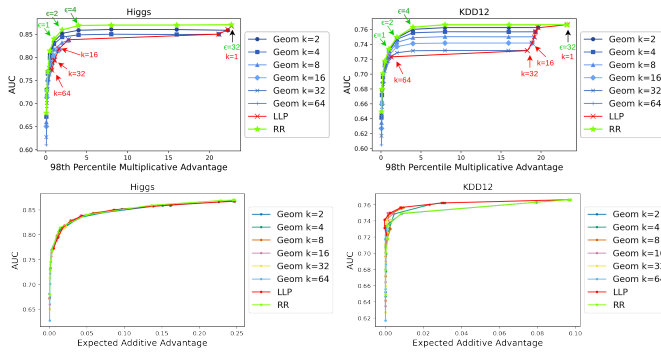 Higgs
AUC
0.85
0.80
0.75
0.70
0.65
0.60
0
5
10
15
20
98th Percentile Multiplicative Advantage
ϵ=1
ϵ=2
ϵ=4
ϵ=32
k=1
k=16
k=32
k=64
Geom k=2
Geom k=4
Geom k=8
Geom k=16
Geom k=32
Geom k=64
LLP
RR
KDD12
AUC
0.76
0.74
0.72
0.70
0.68
0.66
0.64
0.62
0.60
0
5
10
15
20
98th Percentile Multiplicative Advantage
ϵ=1
ϵ=2
ϵ=4
ϵ=32
k=1
k=16
k=32
k=64
Geom k=2
Geom k=4
Geom k=8
Geom k=16
Geom k=32
Geom k=64
LLP
RR
Higgs
AUC
0.85
0.80
0.75
0.70
0.65
0.00
0.05
0.10
0.15
0.20
0.25
Expected Additive Advantage
Geom k=2
Geom k=4
Geom k=8
Geom k=16
Geom k=32
Geom k=64
LLP
RR
KDD12
AUC
0.76
0.74
0.72
0.70
0.68
0.66
0.64
0.62
0.00
0.02
0.04
0.06
0.08
0.10
Expected Additive Advantage
Geom k=2
Geom k=4
Geom k=8
Geom k=16
Geom k=32
Geom k=64
LLP
RR